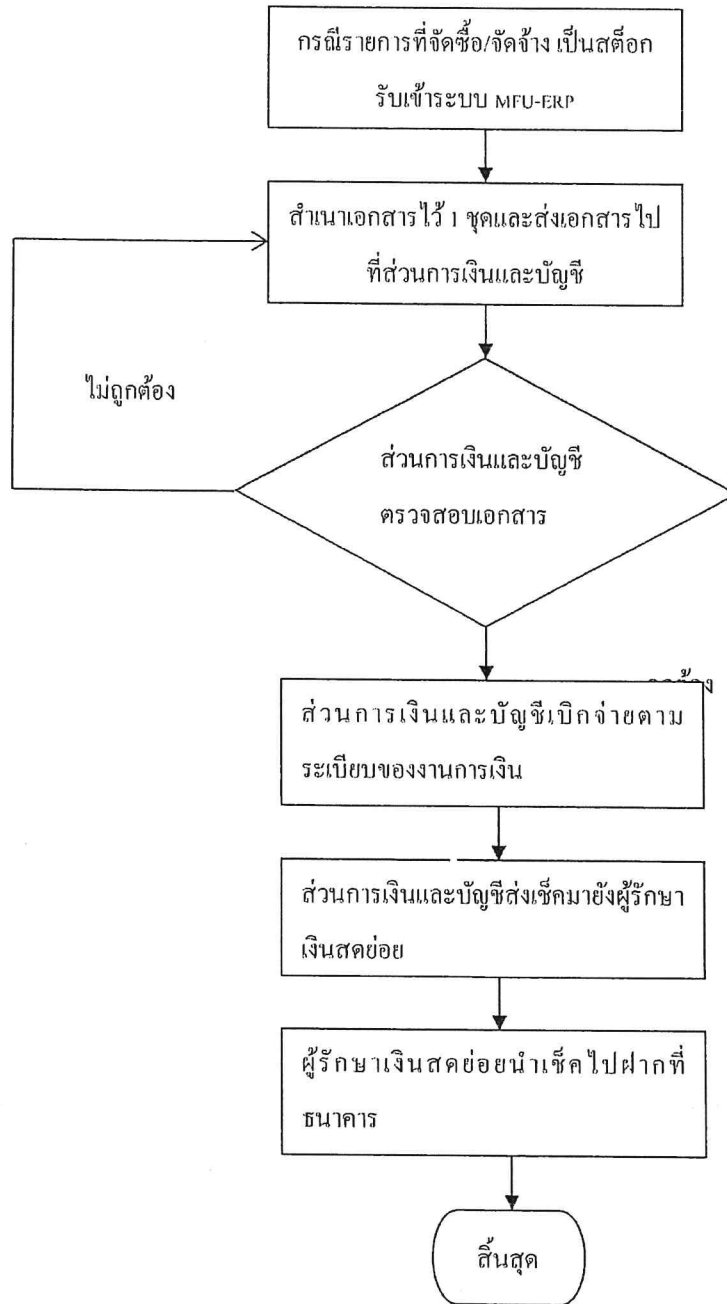 กรณีรายการที่จัดซื้อ/จัดจ้าง เป็นสต็อก
รับเข้าระบบ MFU-ERP
สำเนาเอกสารไว้ 1 ชุดและส่งเอกสารไป
ที่ส่วนการเงินและบัญชี
ไม่ถูกต้อง
ส่วนการเงินและบัญชี
ตรวจสอบเอกสาร
ส่วนการเงินและบัญชีเบิกจ่ายตาม
ระเบียบของงานการเงิน
ส่วนการเงินและบัญชีส่งเช็คมายังผู้รักษา
เงินสดย่อย
ผู้รักษาเงินสดย่อยนำเช็คไปฝากที่
ธนาคาร
สิ้นสุด